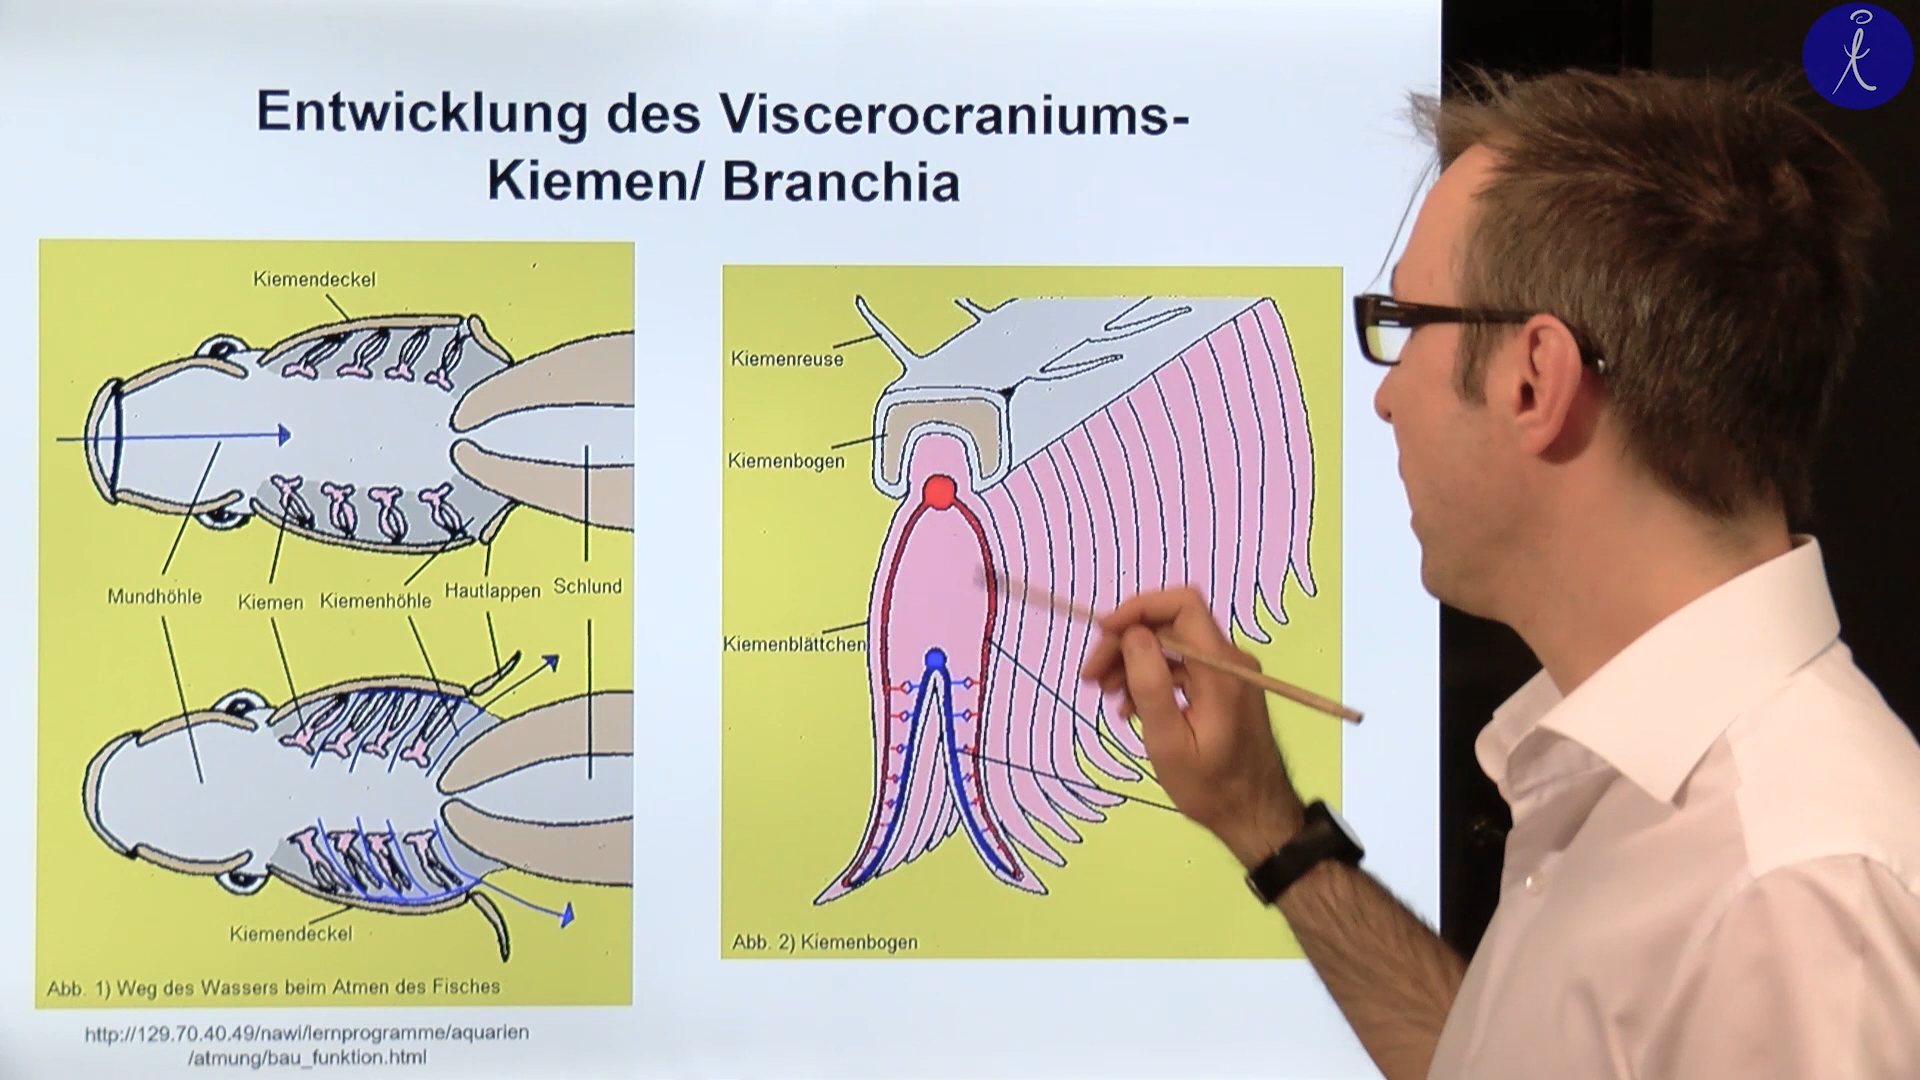 Entwicklung des Viscerocraniums-
Kiemen/ Branchia
Kiemendeckel
Mundhöhle
Kiemen
Kiemenhöhle
Hautlappen
Schlund
Kiemendeckel
Abb. 1) Weg des Wassers beim Atmen des Fisches
http://129.70.40.49/nawi/lernprogramme/aquarien
/atmung/bau_funktion.html
Kiemenreuse
Kiemenbogen
Kiemenblättchen
Abb. 2) Kiemenbogen